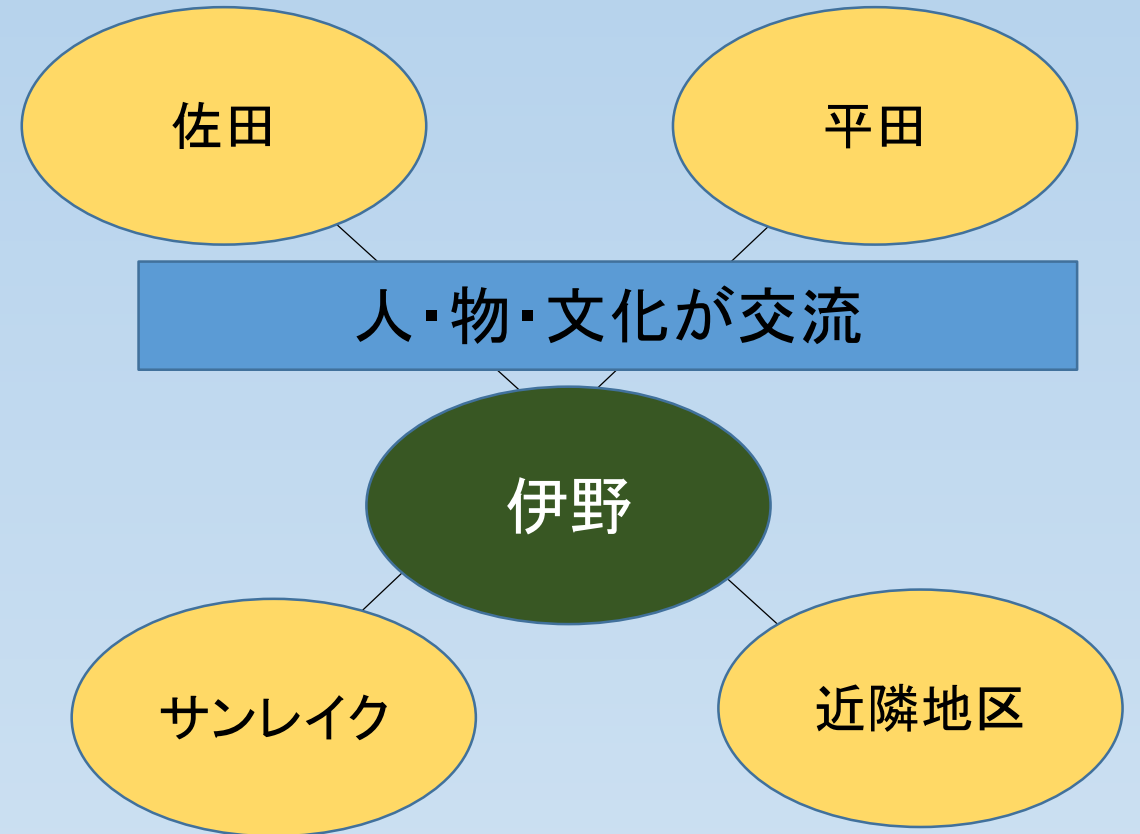 佐田
平田
人・物・文化が交流
伊野
サンレイク
近隣地区